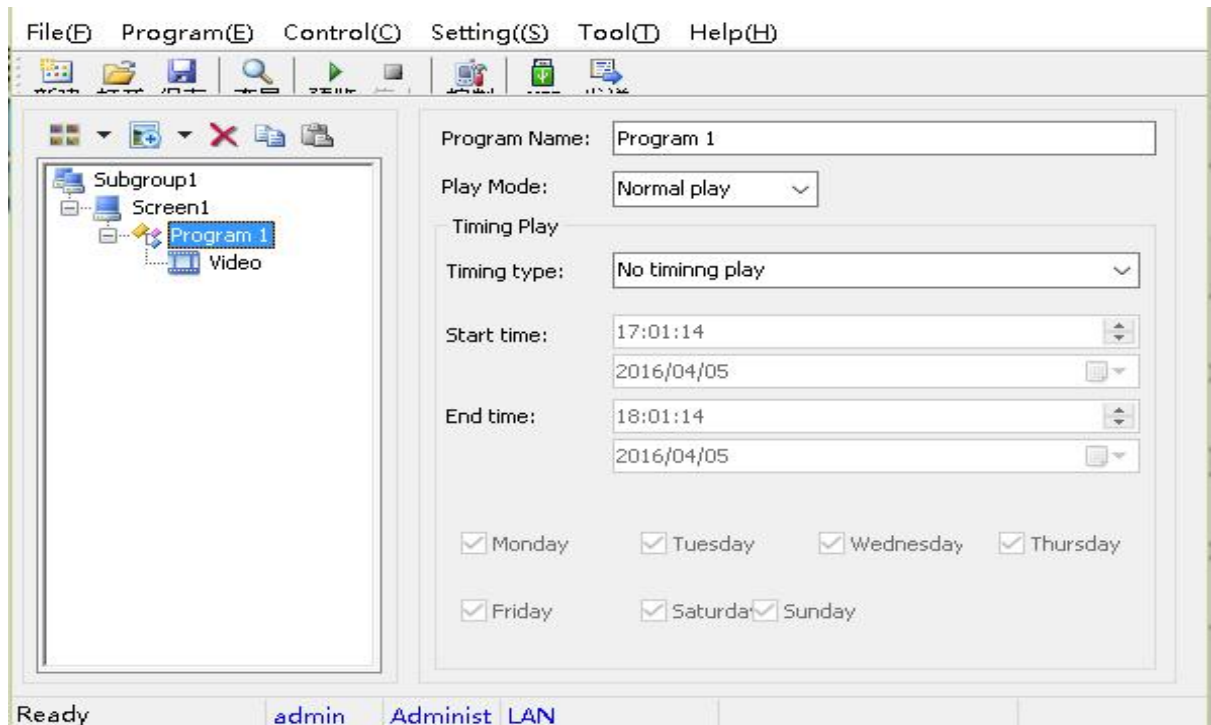 File(F) Program(E) Control(C) Setting((S) Tool(T) Help(H)
Subgroup1
Screen1
Program 1
Video
Program Name: Program 1
Play Mode: Normal play
Timing Play
Timing type: No timinng play
Start time: 17:01:14
2016/04/05
End time: 18:01:14
2016/04/05
Monday Tuesday Wednesday Thursday
Friday Saturda Sunday
Ready admin Administ LAN